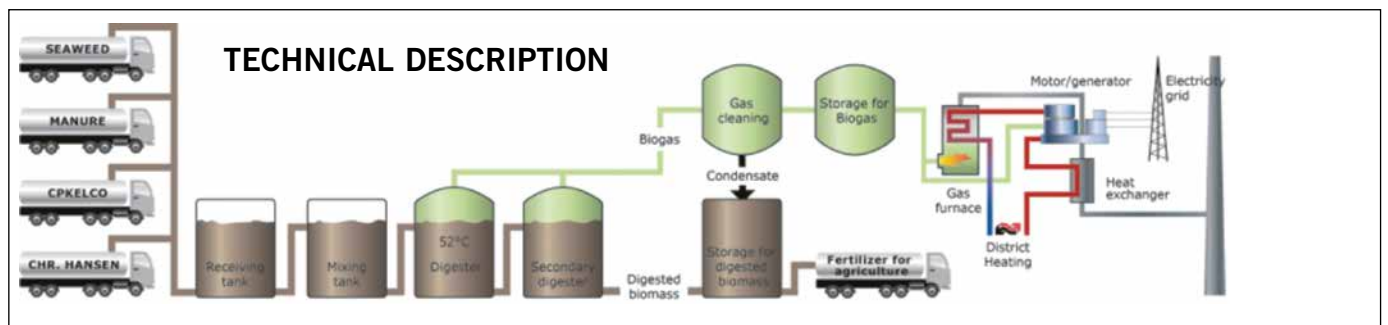 TECHNICAL DESCRIPTION
SEAWEED
MANURE
CPKELCO
CHR. HANSEN
Receiving
tank
Mixing
tank
52°C
Digester
Secondary
digester
Biogas
Digested
biomass
Gas
cleaning
Condensate
Storage for
digested
biomass
Storage for
Biogas
Fertilizer for
agriculture
Gas
furnace
Motor/generator
Electricity
grid
Heat
exchanger
District
Heating